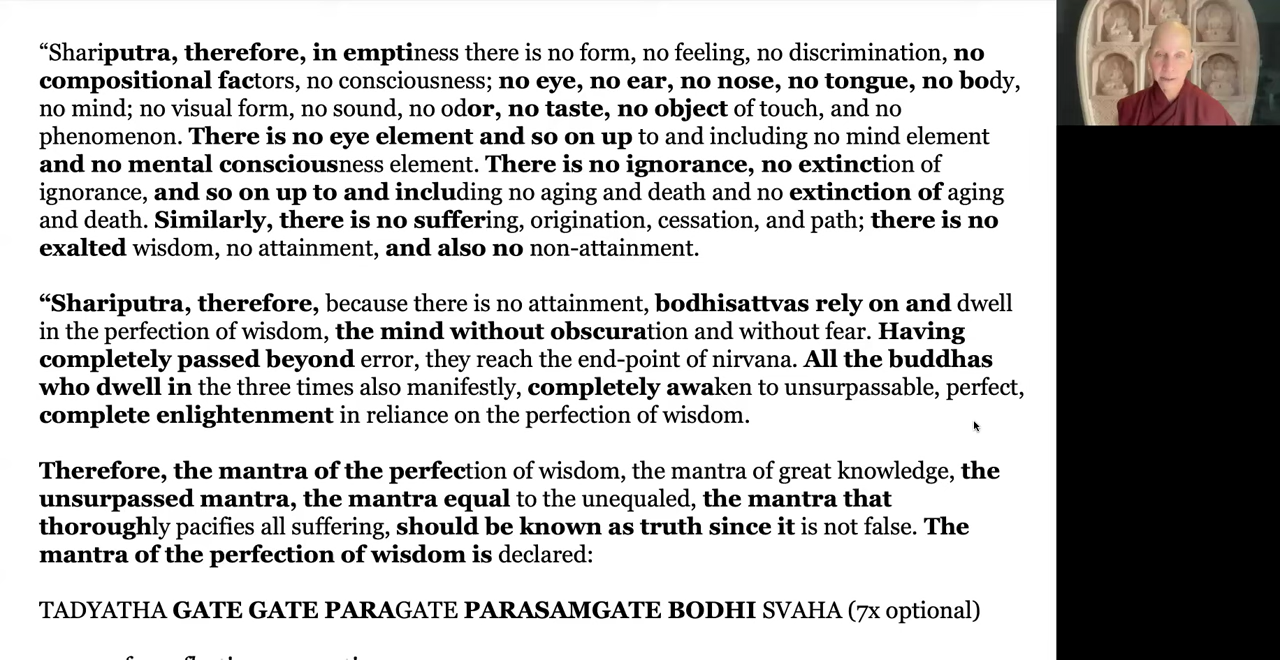 “Shariputra, therefore, in emptiness there is no form, no feeling, no discrimination, no
compositional factors, no consciousness; no eye, no ear, no nose, no tongue, no body,
no mind; no visual form, no sound, no odor, no taste, no object of touch, and no
phenomenon. There is no eye element and so on up to and including no mind element
and no mental consciousness element. There is no ignorance, no extinction of
ignorance, and so on up to and including no aging and death and no extinction of aging
and death. Similarly, there is no suffering, origination, cessation, and path; there is no
exalted wisdom, no attainment, and also no non-attainment.
“Shariputra, therefore, because there is no attainment, bodhisattvas rely on and dwell
in the perfection of wisdom, the mind without obscuration and without fear. Having
completely passed beyond error, they reach the end-point of nirvana. All the buddhas
who dwell in the three times also manifestly, completely awaken to unsurpassable, perfect,
complete enlightenment in reliance on the perfection of wisdom.
Therefore, the mantra of the perfection of wisdom, the mantra of great knowledge, the
unsurpassed mantra, the mantra equal to the unequaled, the mantra that
thoroughly pacifies all suffering, should be known as truth since it is not false. The
mantra of the perfection of wisdom is declared:
TADYATHA GATE GATE PARAGATE PARASAMGATE BODHI SVAHA (7x optional)